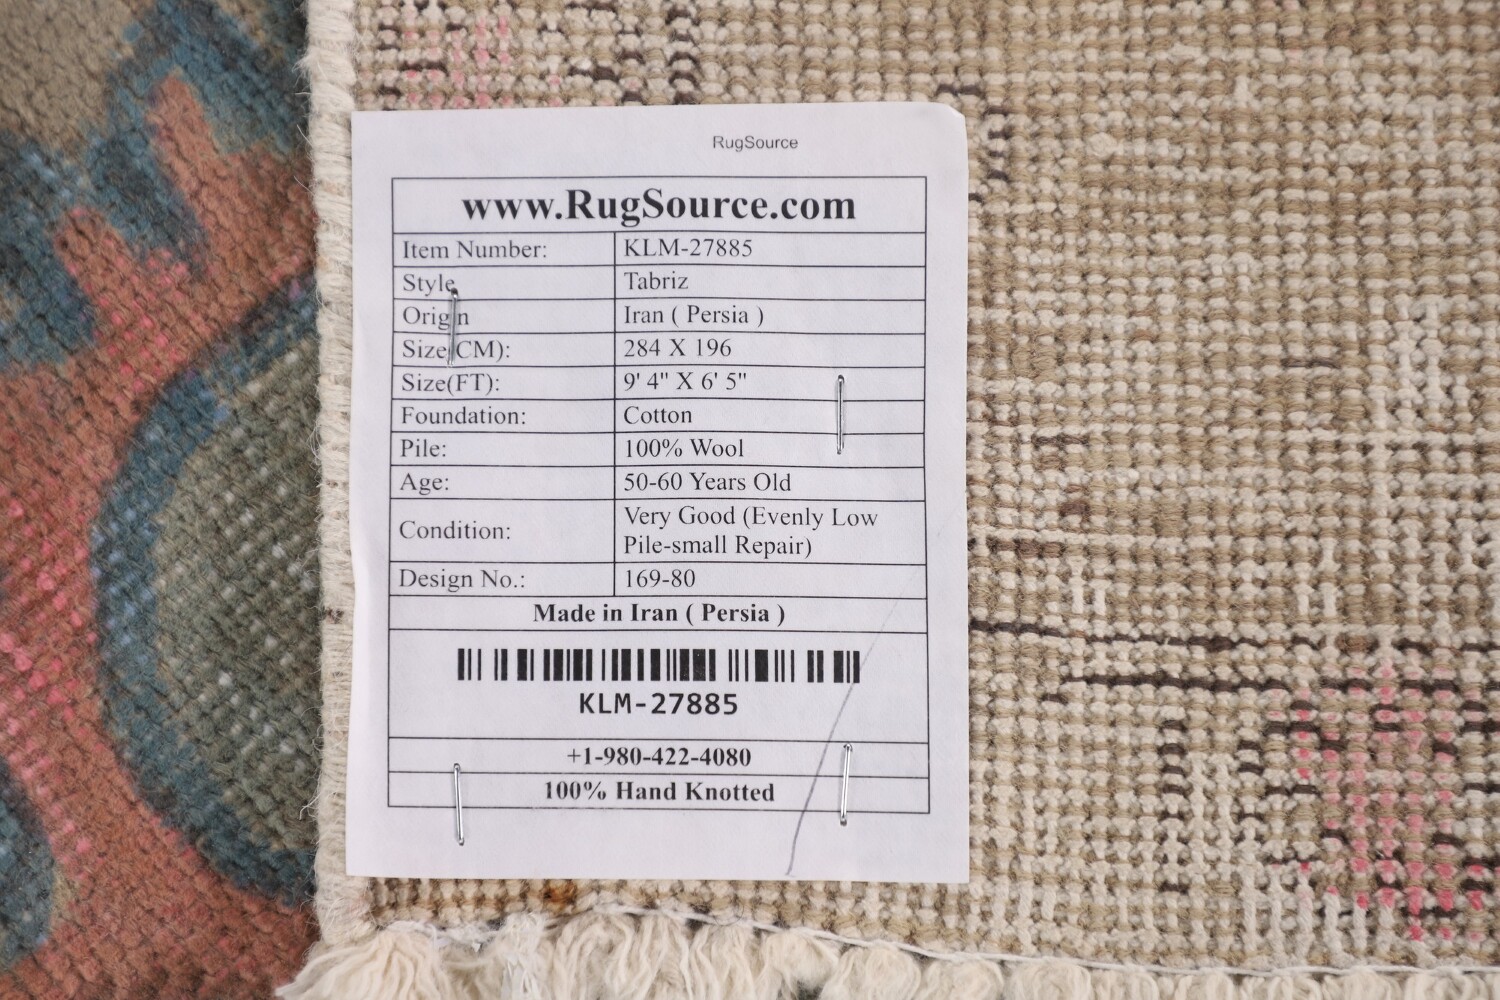 RugSource
www.RugSource.com
Item Number: KLM-27885
Style Tabriz
Origin Iran ( Persia )
Size(CM): 284 X 196
Size(FT): 9' 4" X 6' 5"
Foundation: Cotton
Pile: 100% Wool
Age: 50-60 Years Old
Condition: Very Good (Evenly Low
Pile-small Repair)
Design No.: 169-80
Made in Iran ( Persia )
KLM-27885
+1-980-422-4080
100% Hand Knotted